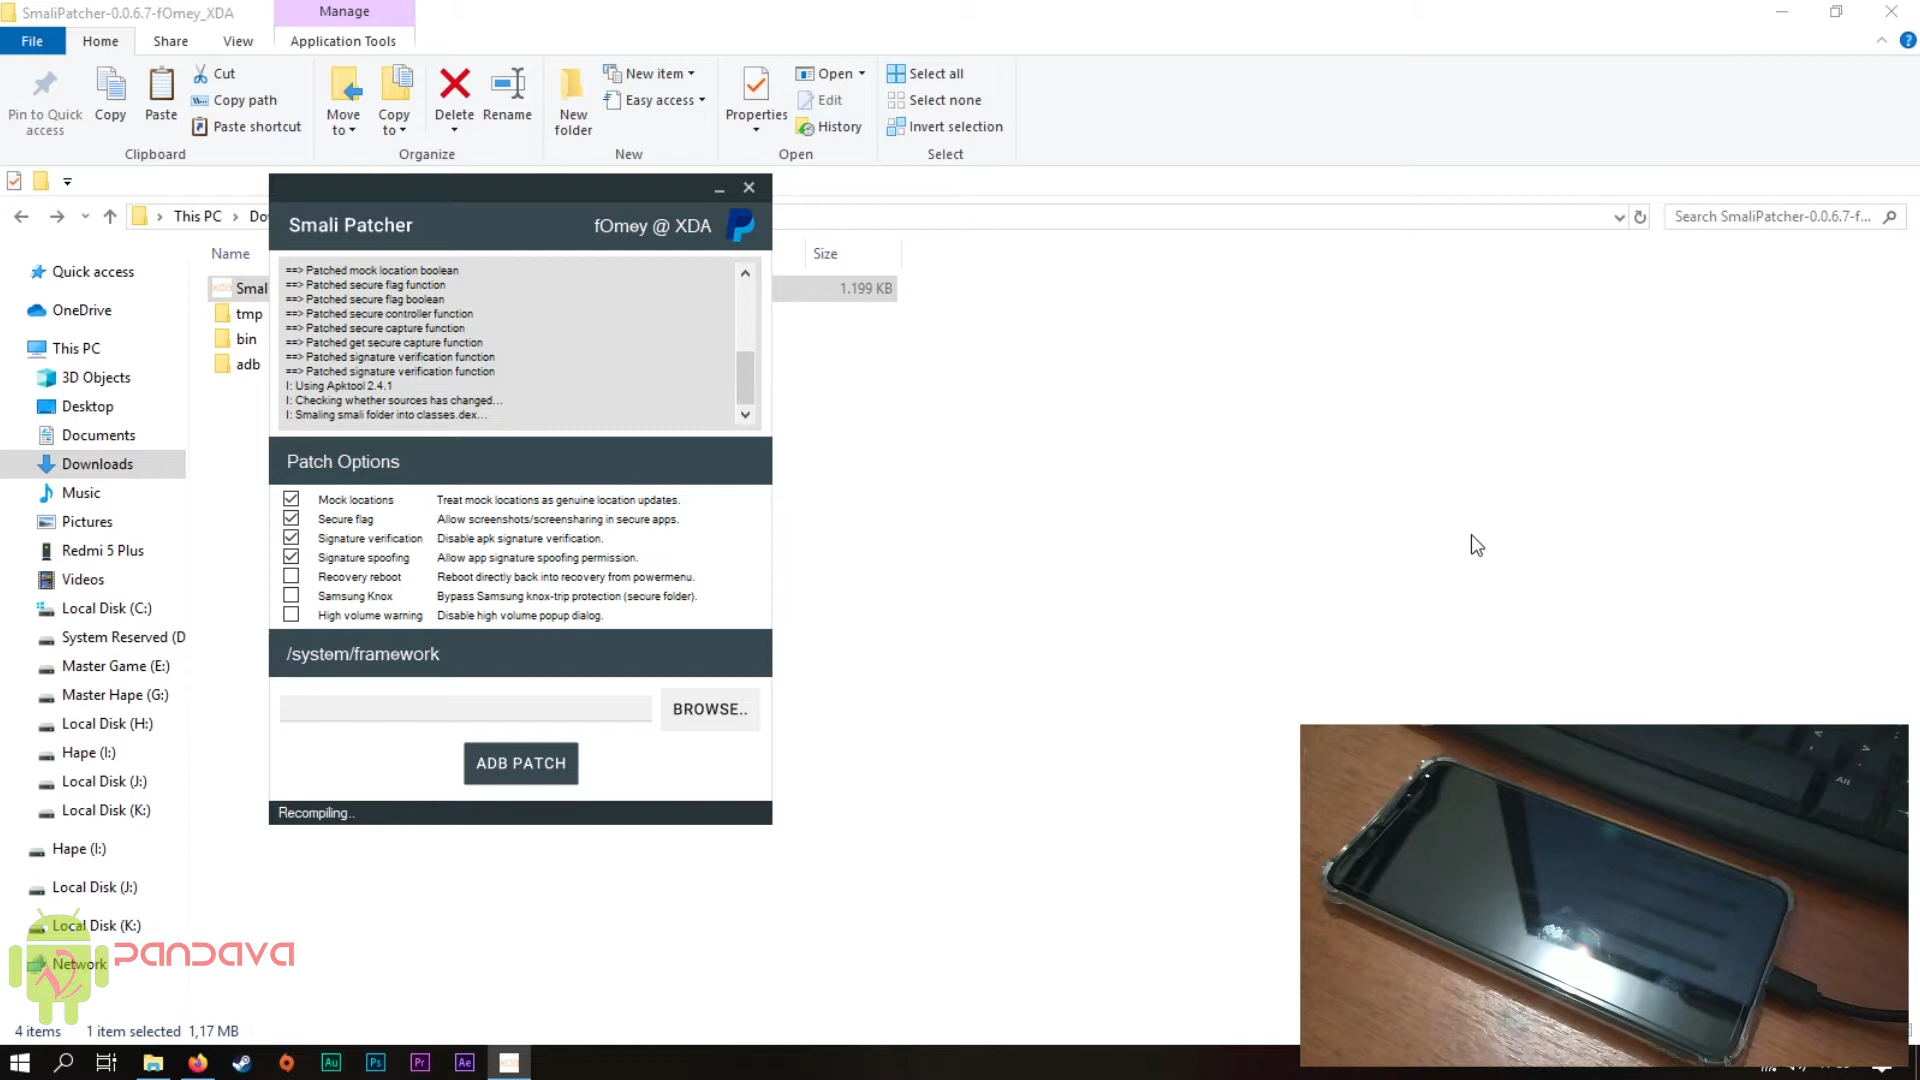 SmaliPatcher-0.0.6.7-fOmey_XDA
Manage
File
Home
Share
View
Application Tools
Pin to Quick access
Copy
Paste
Cut
Copy path
Paste shortcut
Clipboard
Move to
Copy to
Delete
Rename
Organize
New folder
New item
Easy access
New
Properties
Open
Edit
History
Open
Select all
Select none
Invert selection
Select
This PC
Do
Search SmaliPatcher-0.0.6.7-f...
Name
Size
Smal
1.199 KB
tmp
bin
adb
Quick access
OneDrive
This PC
3D Objects
Desktop
Documents
Downloads
Music
Pictures
Redmi 5 Plus
Videos
Local Disk (C:)
System Reserved (D
Master Game (E:)
Master Hape (G:)
Local Disk (H:)
Hape (I:)
Local Disk (J:)
Local Disk (K:)
Hape (I:)
Local Disk (J:)
Local Disk (K:)
Network
PANDAVA
Smali Patcher
fOmey @ XDA
==> Patched mock location boolean
==> Patched secure flag function
==> Patched secure flag boolean
==> Patched secure controller function
==> Patched secure capture function
==> Patched get secure capture function
==> Patched signature verification function
==> Patched signature verification function
I: Using Apktool 2.4.1
I: Checking whether sources has changed...
I: Smaling smali folder into classes.dex...
Patch Options
Mock locations Treat mock locations as genuine location updates.
Secure flag Allow screenshots/screensharing in secure apps.
Signature verification Disable apk signature verification.
Signature spoofing Allow app signature spoofing permission.
Recovery reboot Reboot directly back into recovery from powermenu.
Samsung Knox Bypass Samsung knox-trip protection (secure folder).
High volume warning Disable high volume popup dialog.
/system/framework
BROWSE..
ADB PATCH
Recompiling..
4 items 1 item selected 1,17 MB
Au
Ps
Pr
Ae
xda
Alt